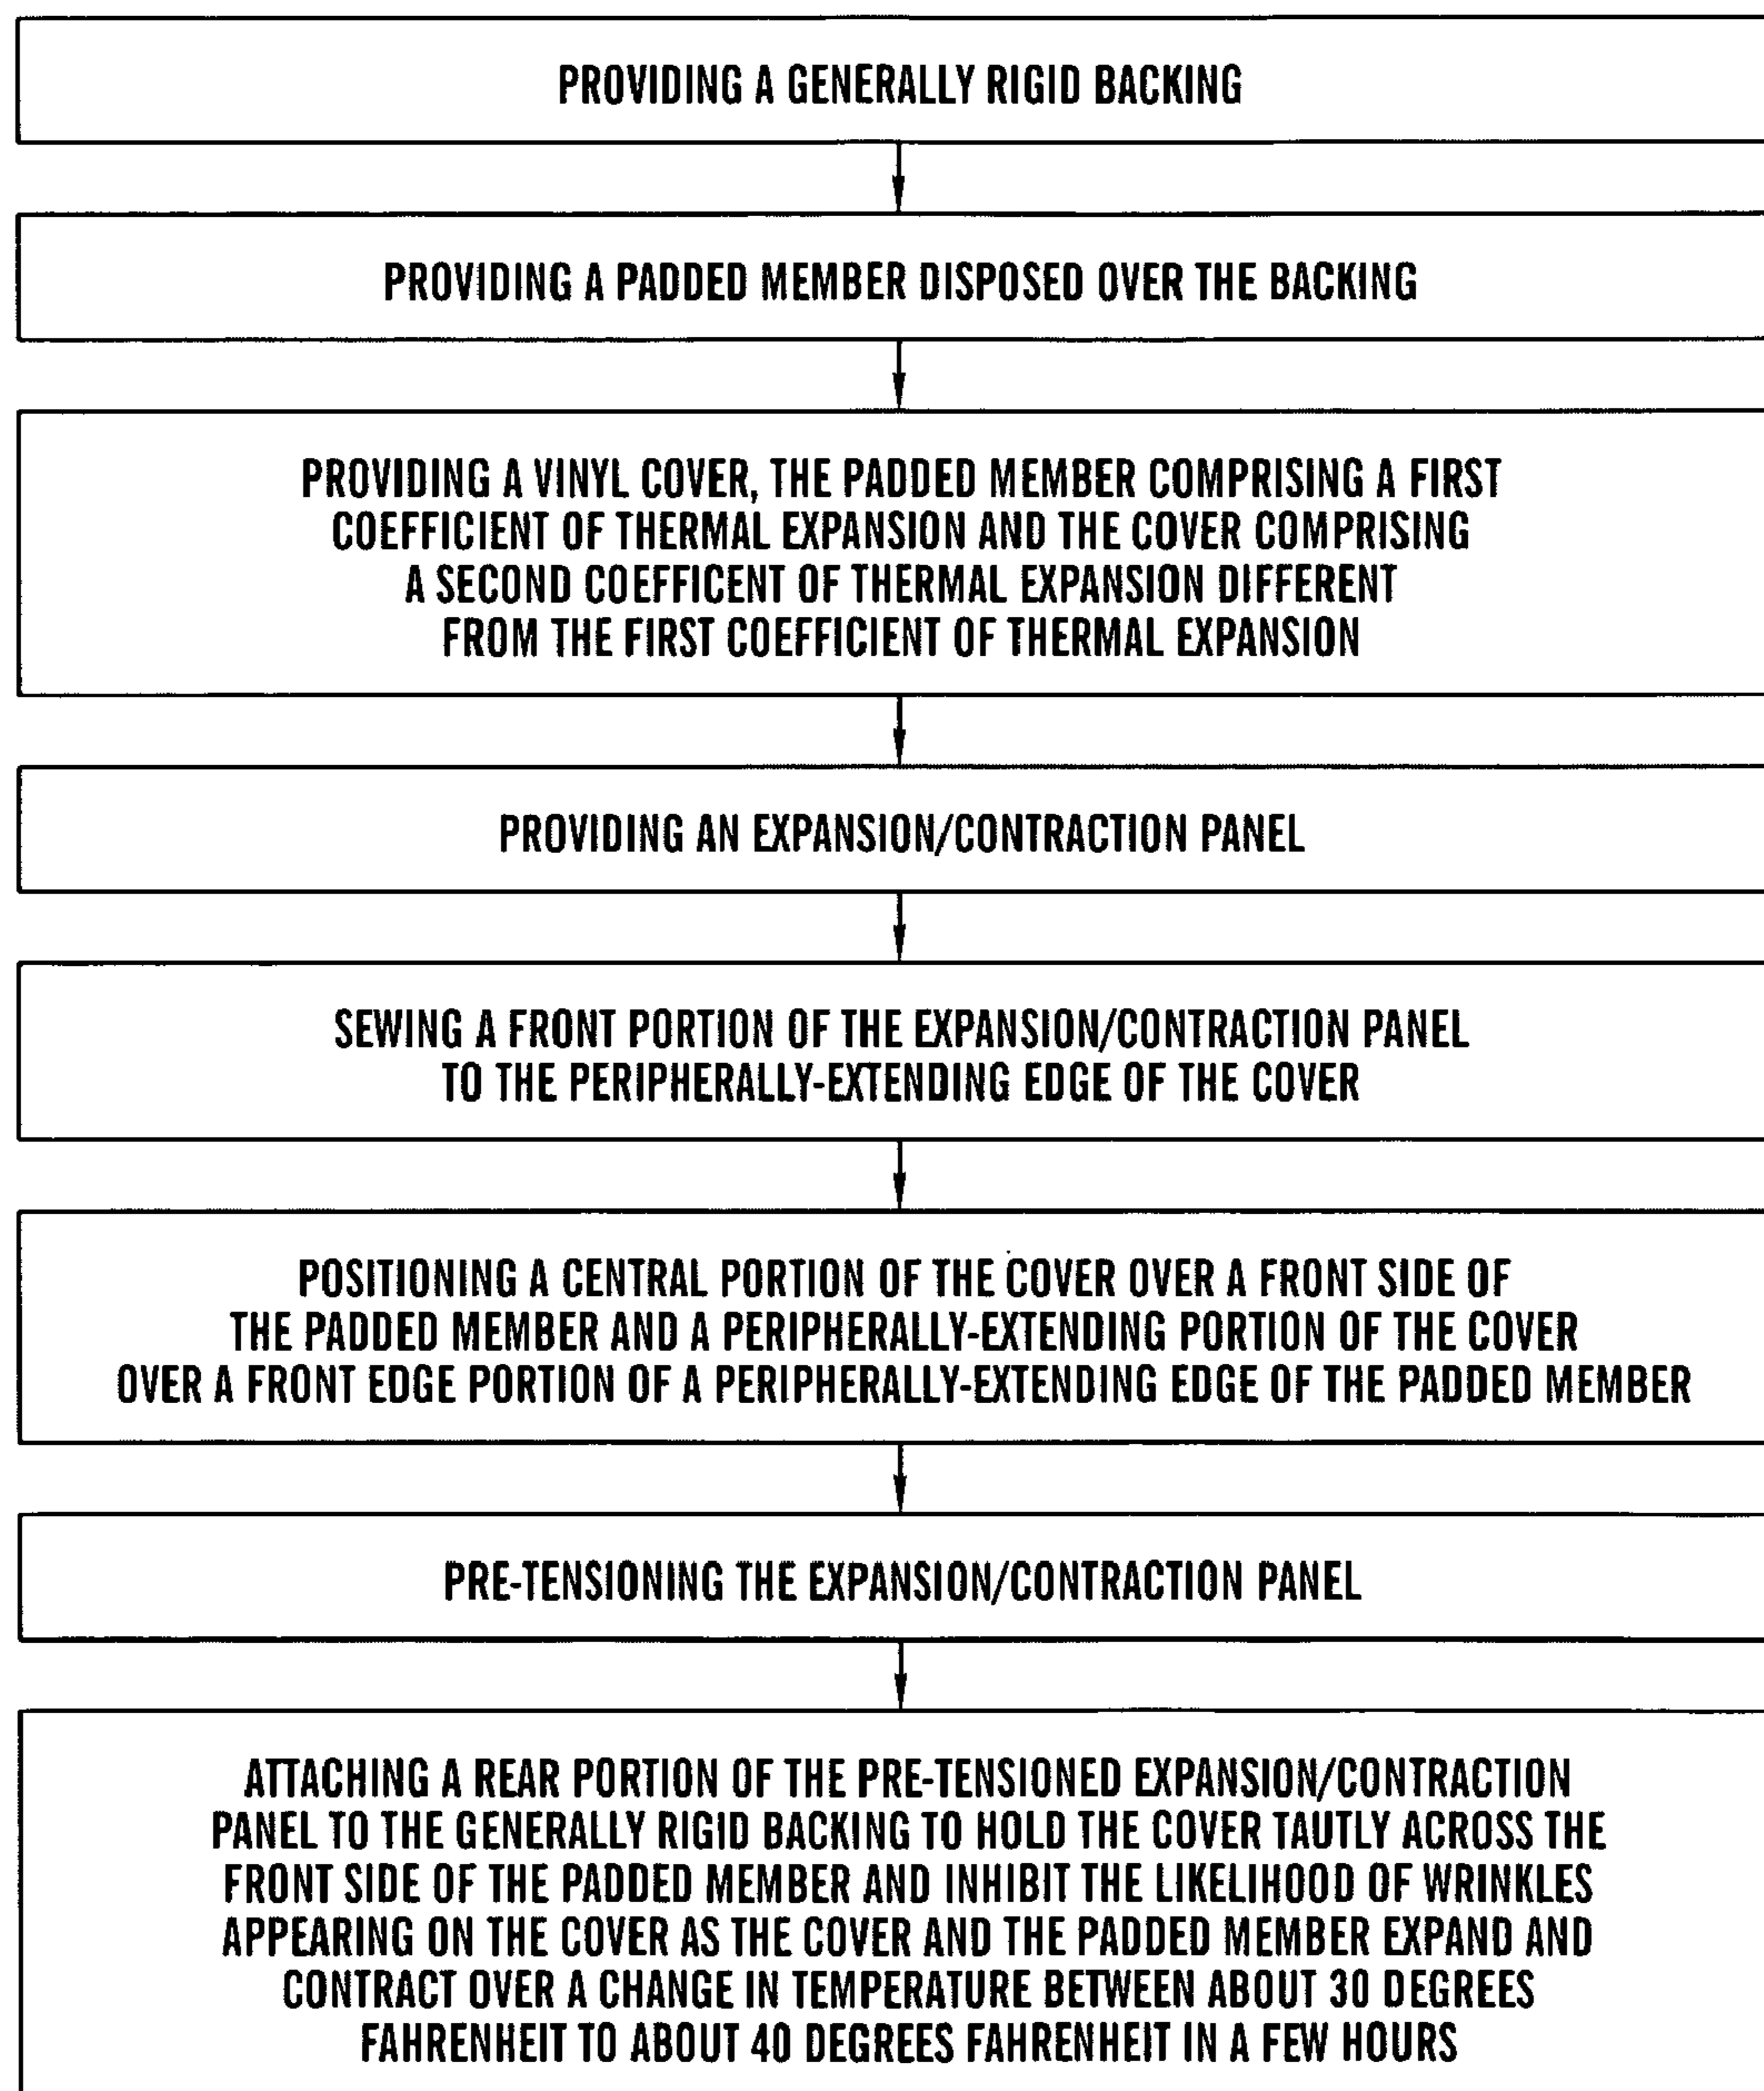 PROVIDING A GENERALLY RIGID BACKING
PROVIDING A PADDED MEMBER DISPOSED OVER THE BACKING
PROVIDING A VINYL COVER, THE PADDED MEMBER COMPRISING A FIRST
COEFFICIENT OF THERMAL EXPANSION AND THE COVER COMPRISING
A SECOND COEFFICENT OF THERMAL EXPANSION DIFFERENT
FROM THE FIRST COEFFICIENT OF THERMAL EXPANSION
PROVIDING AN EXPANSION/CONTRACTION PANEL
SEWING A FRONT PORTION OF THE EXPANSION/CONTRACTION PANEL
TO THE PERIPHERALLY-EXTENDING EDGE OF THE COVER
POSITIONING A CENTRAL PORTION OF THE COVER OVER A FRONT SIDE OF
THE PADDED MEMBER AND A PERIPHERALLY-EXTENDING PORTION OF THE COVER
OVER A FRONT EDGE PORTION OF A PERIPHERALLY-EXTENDING EDGE OF THE PADDED MEMBER
PRE-TENSIONING THE EXPANSION/CONTRACTION PANEL
ATTACHING A REAR PORTION OF THE PRE-TENSIONED EXPANSION/CONTRACTION
PANEL TO THE GENERALLY RIGID BACKING TO HOLD THE COVER TAUTLY ACROSS THE
FRONT SIDE OF THE PADDED MEMBER AND INHIBIT THE LIKELIHOOD OF WRINKLES
APPEARING ON THE COVER AS THE COVER AND THE PADDED MEMBER EXPAND AND
CONTRACT OVER A CHANGE IN TEMPERATURE BETWEEN ABOUT 30 DEGREES
FAHRENHEIT TO ABOUT 40 DEGREES FAHRENHEIT IN A FEW HOURS